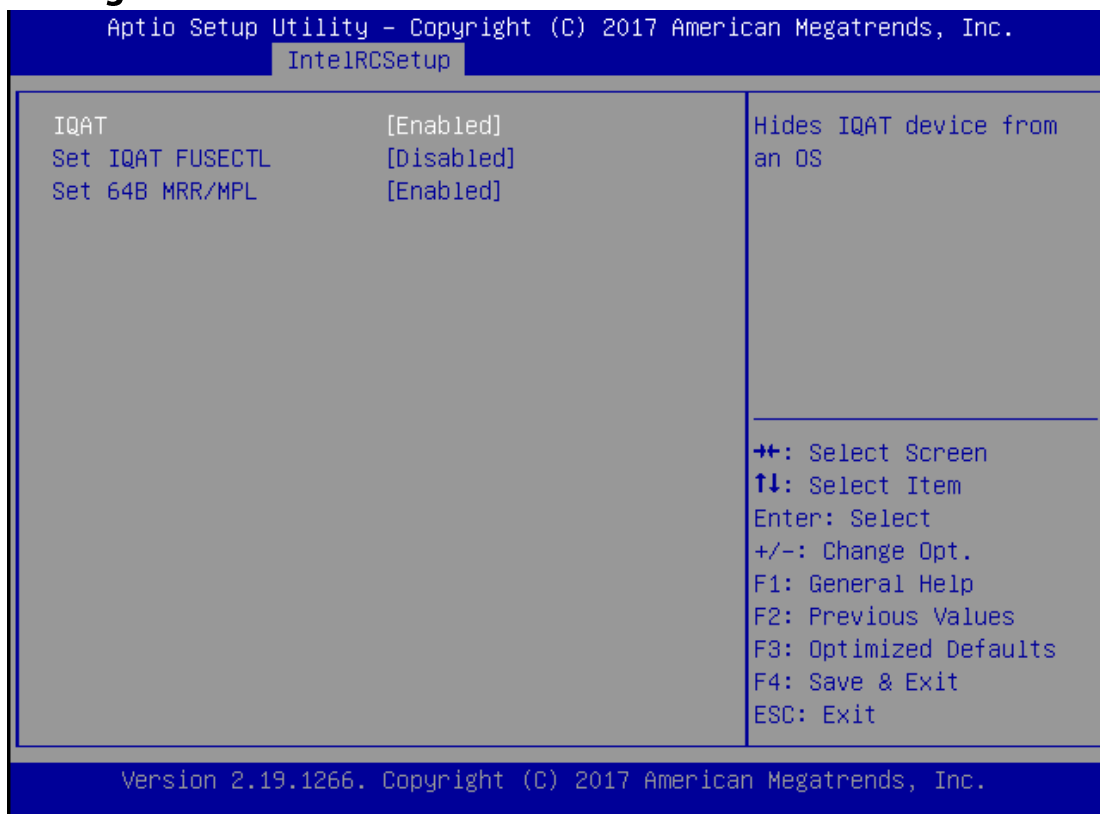 Aptio Setup Utility – Copyright (C) 2017 American Megatrends, Inc.
IntelRCSetup
IQAT [Enabled]
Set IQAT FUSECTL [Disabled]
Set 64B MRR/MPL [Enabled]
Hides IQAT device from
an OS
→←: Select Screen
↑↓: Select Item
Enter: Select
+/-: Change Opt.
F1: General Help
F2: Previous Values
F3: Optimized Defaults
F4: Save & Exit
ESC: Exit
Version 2.19.1266. Copyright (C) 2017 American Megatrends, Inc.